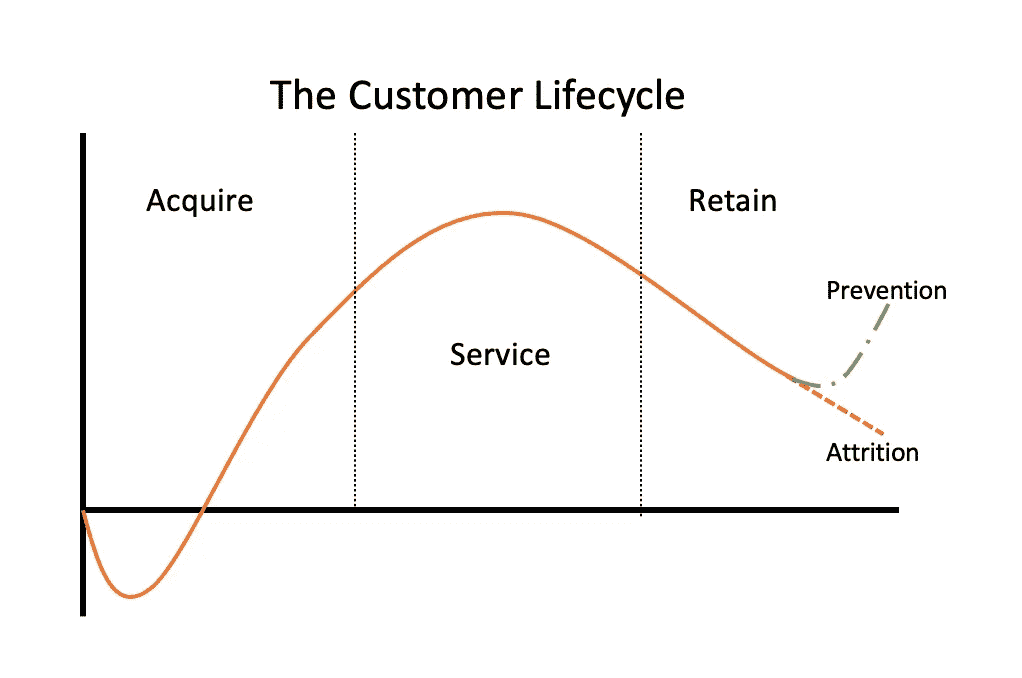 The Customer Lifecycle
Acquire
Retain
Prevention
Service
Attrition